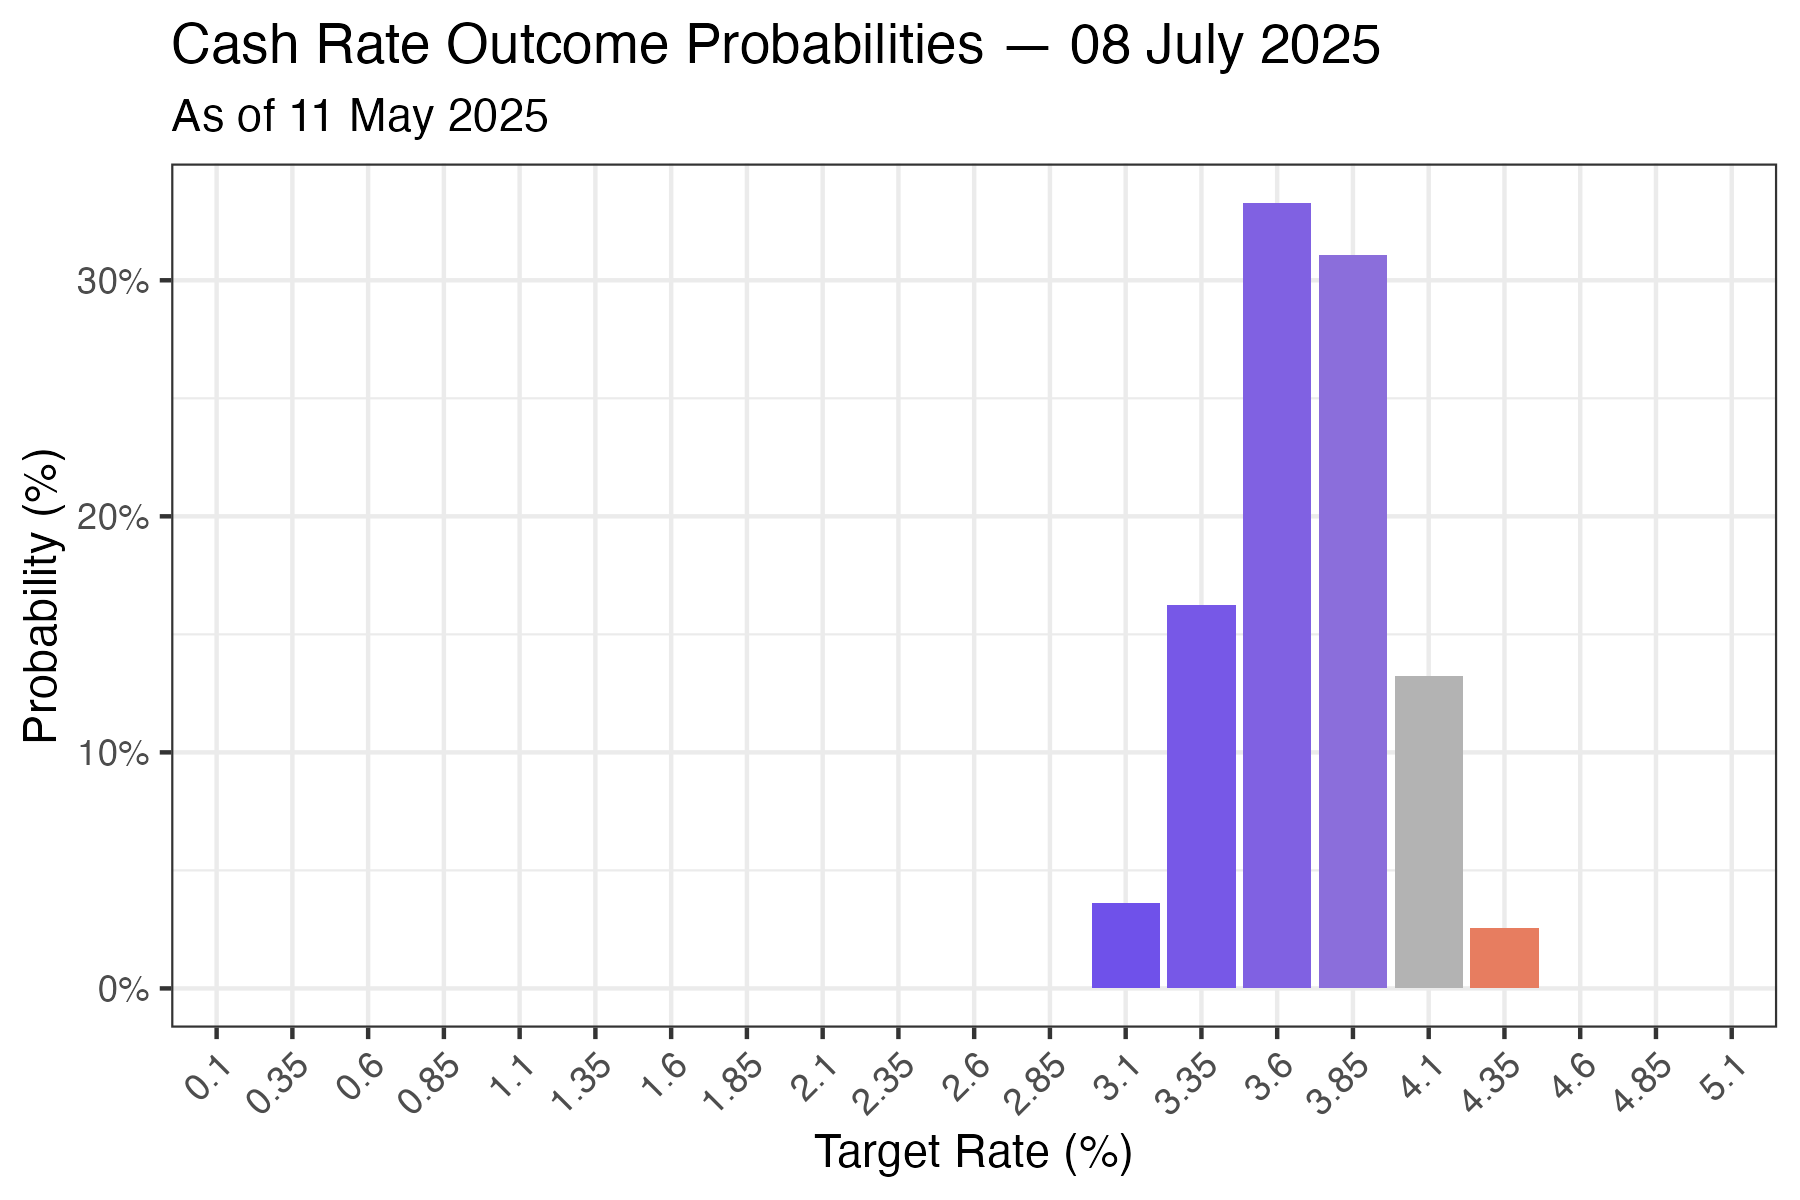 Cash Rate Outcome Probabilities — 08 July 2025
As of 11 May 2025
Probability (%)
30%
20%
10%
0%
0.1 0.35 0.6 0.85 1.1 1.35 1.6 1.85 2.1 2.35 2.6 2.85 3.1 3.35 3.6 3.85 4.1 4.35 4.6 4.85 5.1
Target Rate (%)